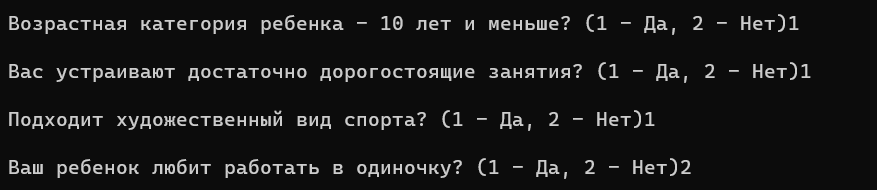 Возрастная категория ребенка - 10 лет и меньше? (1 - Да, 2 - Нет)1
Вас устраивают достаточно дорогостоящие занятия? (1 - Да, 2 - Нет)1
Подходит художественный вид спорта? (1 - Да, 2 - Нет)1
Ваш ребенок любит работать в одиночку? (1 - Да, 2 - Нет)2